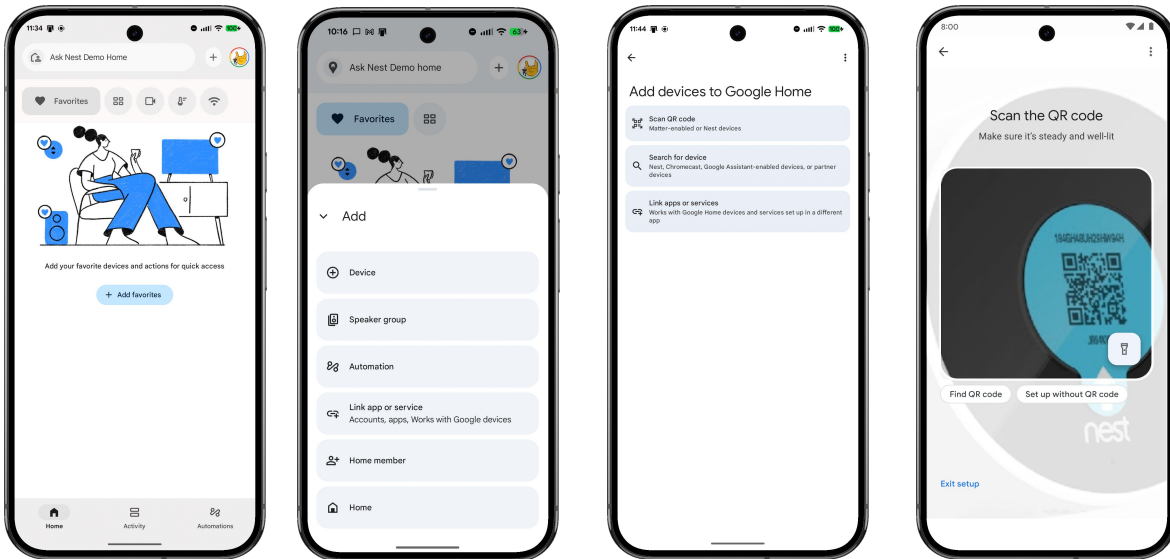 11:34
100+
Ask Nest Demo Home
Favorites
Add your favorite devices and actions for quick access
+ Add favorites
Home
Activity
Automations
10:16
63+
Ask Nest Demo home
Favorites
Add
Device
Speaker group
Automation
Link app or service
Accounts, apps, Works with Google devices
Home member
Home
11:44
100+
Add devices to Google Home
Scan QR code
Matter-enabled or Nest devices
Search for device
Nest, Chromecast, Google Assistant-enabled devices, or partner
devices
Link apps or services
Works with Google Home devices and services set up in a different
app
8:00
Scan the QR code
Make sure it's steady and well-lit
Find QR code
Set up without QR code
nest
Exit setup